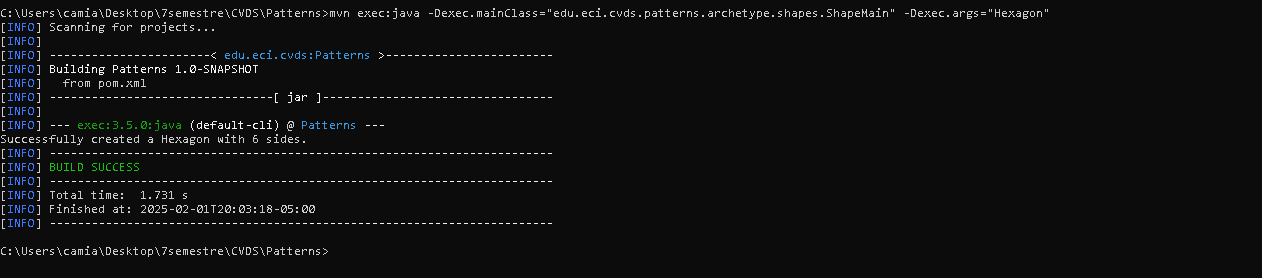 C:\Users\camia\Desktop\7semestre\CVDS\Patterns>mvn exec:java -Dexec.mainClass="edu.eci.cvds.patterns.archetype.shapes.ShapeMain" -Dexec.args="Hexagon"
[INFO] Scanning for projects...
[INFO]
[INFO] -----------------------< edu.eci.cvds:Patterns >------------------------
[INFO] Building Patterns 1.0-SNAPSHOT
[INFO]   from pom.xml
[INFO] --------------------------------[ jar ]---------------------------------
[INFO]
[INFO] --- exec:3.5.0:java (default-cli) @ Patterns ---
Successfully created a Hexagon with 6 sides.
[INFO] ------------------------------------------------------------------------
[INFO] BUILD SUCCESS
[INFO] ------------------------------------------------------------------------
[INFO] Total time:  1.731 s
[INFO] Finished at: 2025-02-01T20:03:18-05:00
[INFO] ------------------------------------------------------------------------
C:\Users\camia\Desktop\7semestre\CVDS\Patterns>